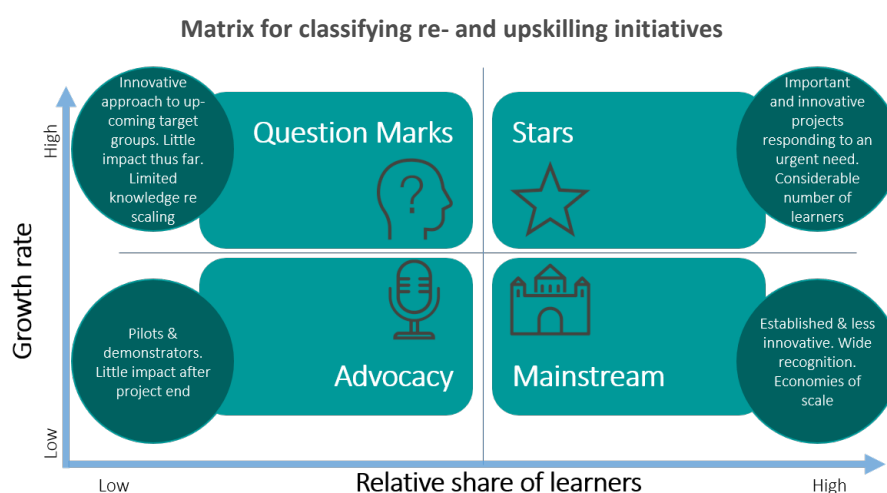 Matrix for classifying re- and upskilling initiatives
Innovative
approach to up-
coming target
groups. Little
impact thus far.
Limited
knowledge re
scaling
Question Marks
?
Stars
Important
and innovative
projects
responding to an
urgent need.
Considerable
number of
learners
High
Growth rate
Low
Pilots &
demonstrators.
Little impact after
project end
Advocacy
Mainstream
Established & less
innovative. Wide
recognition.
Economies of
scale
Low
Relative share of learners
High